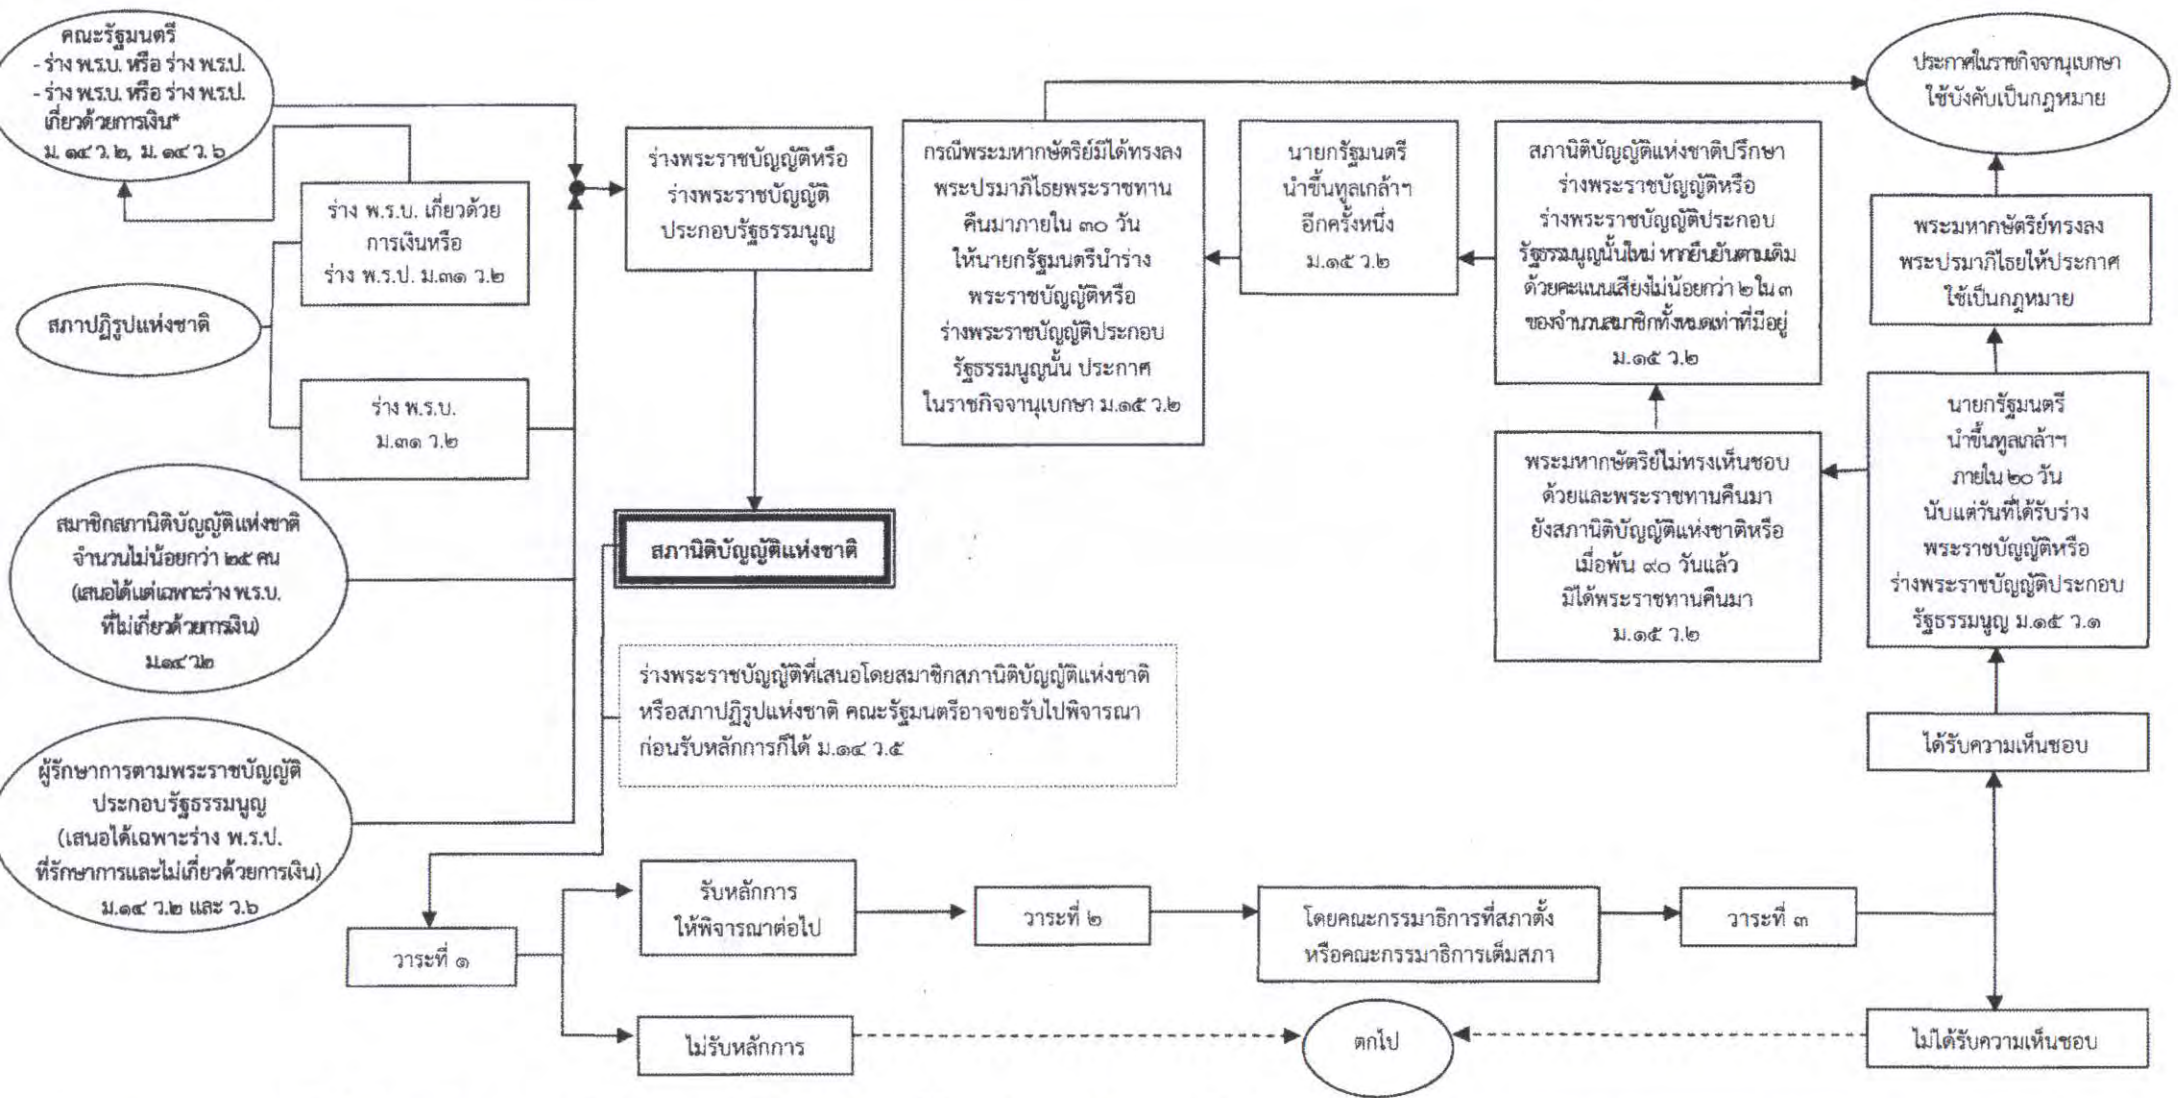 คณะรัฐมนตรี
- ร่าง พ.ร.บ. หรือ ร่าง พ.ร.ป.
- ร่าง พ.ร.บ. หรือ ร่าง พ.ร.ป.
เกี่ยวด้วยการเงิน*
ม. ๑๔ ว. ๒, ม. ๑๔ ว. ๖
ร่าง พ.ร.บ. เกี่ยวด้วย
การเงินหรือ
ร่าง พ.ร.ป. ม.๓๑ ว.๒
สภาปฏิรูปแห่งชาติ
ร่าง พ.ร.บ.
ม.๓๑ ว.๒
สมาชิกสภานิติบัญญัติแห่งชาติ
จำนวนไม่น้อยกว่า ๒๕ คน
(เสนอได้แต่เฉพาะร่าง พ.ร.บ.
ที่ไม่เกี่ยวด้วยการเงิน)
ม.๑๔ ว๒
ผู้รักษาการตามพระราชบัญญัติ
ประกอบรัฐธรรมนูญ
(เสนอได้เฉพาะร่าง พ.ร.ป.
ที่รักษาการและไม่เกี่ยวด้วยการเงิน)
ม.๑๔ ว.๒ และ ว.๖
ร่างพระราชบัญญัติหรือ
ร่างพระราชบัญญัติ
ประกอบรัฐธรรมนูญ
สภานิติบัญญัติแห่งชาติ
ร่างพระราชบัญญัติที่เสนอโดยสมาชิกสภานิติบัญญัติแห่งชาติ
หรือสภาปฏิรูปแห่งชาติ คณะรัฐมนตรีอาจขอรับไปพิจารณา
ก่อนรับหลักการก็ได้ ม.๑๔ ว.๕
วาระที่ ๑
รับหลักการ
ให้พิจารณาต่อไป
ไม่รับหลักการ
วาระที่ ๒
โดยคณะกรรมาธิการที่สภาตั้ง
หรือคณะกรรมาธิการเต็มสภา
วาระที่ ๓
ตกไป
ได้รับความเห็นชอบ
ไม่ได้รับความเห็นชอบ
นายกรัฐมนตรี
นำขึ้นทูลเกล้าฯ
ภายใน ๒๐ วัน
นับแต่วันที่ได้รับร่าง
พระราชบัญญัติหรือ
ร่างพระราชบัญญัติประกอบ
รัฐธรรมนูญ ม.๑๕ ว.๑
พระมหากษัตริย์ทรงลง
พระปรมาภิไธยให้ประกาศ
ใช้เป็นกฎหมาย
ประกาศในราชกิจจานุเบกษา
ใช้บังคับเป็นกฎหมาย
พระมหากษัตริย์ไม่ทรงเห็นชอบ
ด้วยและพระราชทานคืนมา
ยังสภานิติบัญญัติแห่งชาติหรือ
เมื่อพ้น ๙๐ วันแล้ว
มิได้พระราชทานคืนมา
ม.๑๕ ว.๒
สภานิติบัญญัติแห่งชาติปรึกษา
ร่างพระราชบัญญัติหรือ
ร่างพระราชบัญญัติประกอบ
รัฐธรรมนูญนั้นใหม่ หากยืนยันตามเดิม
ด้วยคะแนนเสียงไม่น้อยกว่า ๒ ใน ๓
ของจำนวนสมาชิกทั้งหมดเท่าที่มีอยู่
ม.๑๕ ว.๒
นายกรัฐมนตรี
นำขึ้นทูลเกล้าฯ
อีกครั้งหนึ่ง
ม.๑๕ ว.๒
กรณีพระมหากษัตริย์มิได้ทรงลง
พระปรมาภิไธยพระราชทาน
คืนมาภายใน ๓๐ วัน
ให้นายกรัฐมนตรีนำร่าง
พระราชบัญญัติหรือ
ร่างพระราชบัญญัติประกอบ
รัฐธรรมนูญนั้น ประกาศ
ในราชกิจจานุเบกษา ม.๑๕ ว.๒